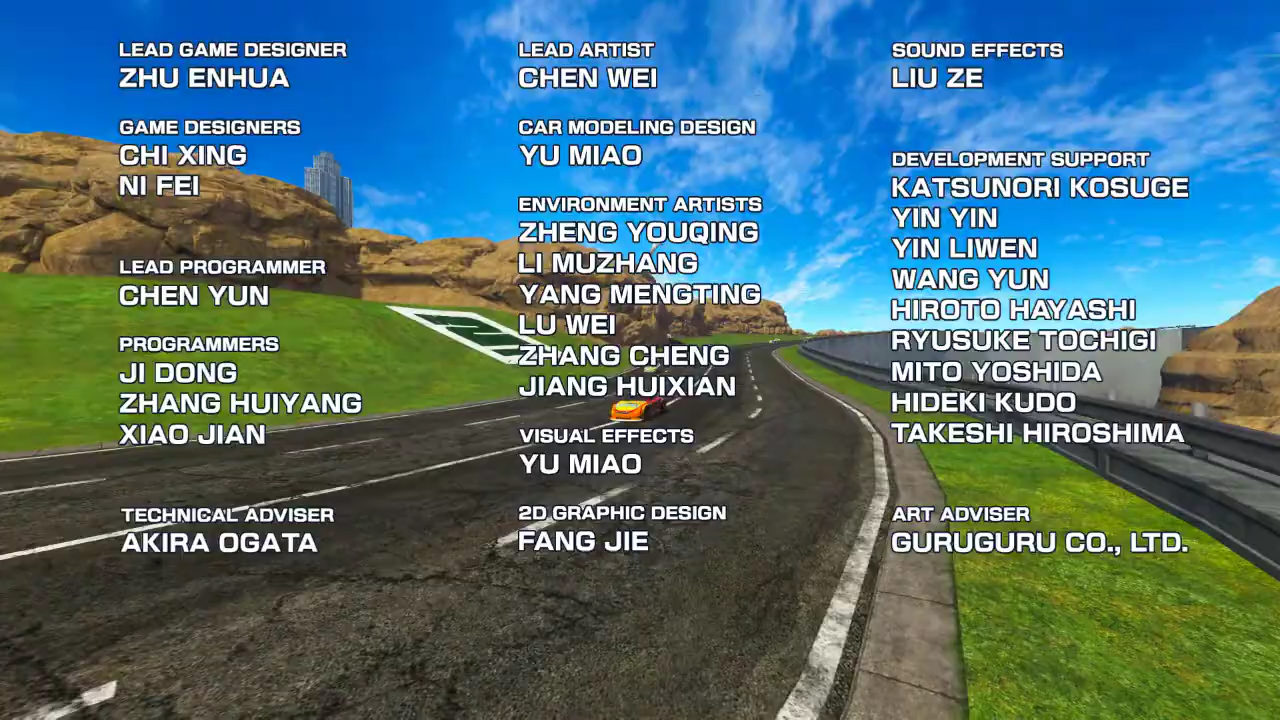 LEAD GAME DESIGNER
ZHU ENHUA
GAME DESIGNERS
CHI XING
NI FEI
LEAD PROGRAMMER
CHEN YUN
PROGRAMMERS
JI DONG
ZHANG HUIYANG
XIAO JIAN
TECHNICAL ADVISER
AKIRA OGATA
LEAD ARTIST
CHEN WEI
CAR MODELING DESIGN
YU MIAO
ENVIRONMENT ARTISTS
ZHENG YOUQING
LI MUZHANG
YANG MENGTING
LU WEI
ZHANG CHENG
JIANG HUIXIAN
VISUAL EFFECTS
YU MIAO
2D GRAPHIC DESIGN
FANG JIE
SOUND EFFECTS
LIU ZE
DEVELOPMENT SUPPORT
KATSUNORI KOSUGE
YIN YIN
YIN LIWEN
WANG YUN
HIROTO HAYASHI
RYUSUKE TOCHIGI
MITO YOSHIDA
HIDEKI KUDO
TAKESHI HIROSHIMA
ART ADVISER
GURUGURU CO., LTD.